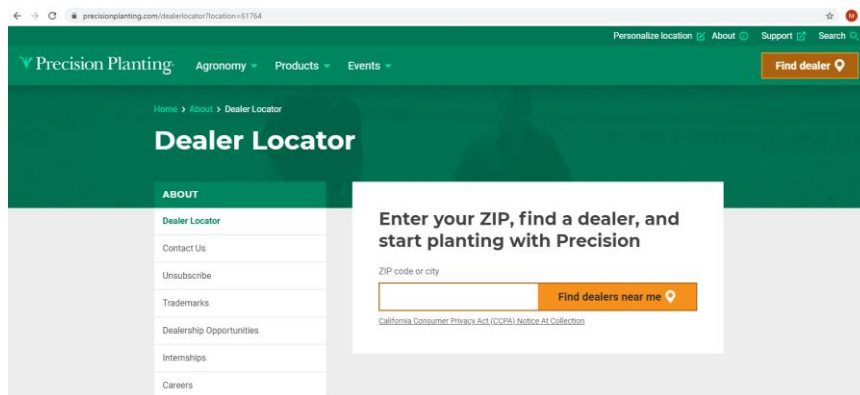 precisionplanting.com/dealerlocator?location=61764
M
Personalize location About Support Search
Precision Planting Agronomy Products Events Find dealer
Home > About > Dealer Locator
Dealer Locator
ABOUT
Dealer Locator
Contact Us
Unsubscribe
Trademarks
Dealership Opportunities
Internships
Careers
Enter your ZIP, find a dealer, and
start planting with Precision
ZIP code or city
Find dealers near me
California Consumer Privacy Act (CCPA) Notice At Collection